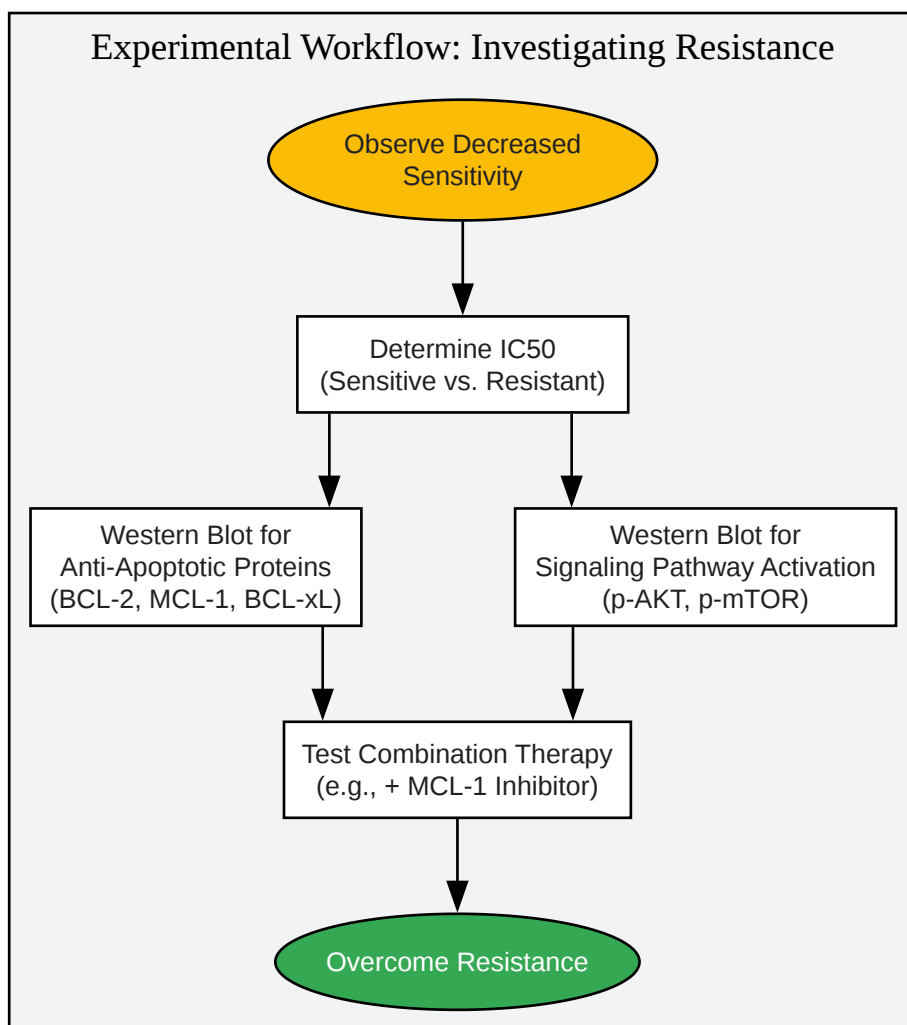 Experimental Workflow: Investigating Resistance
Observe Decreased
Sensitivity
Determine IC50
(Sensitive vs. Resistant)
Western Blot for
Anti-Apoptotic Proteins
(BCL-2, MCL-1, BCL-xL)
Western Blot for
Signaling Pathway Activation
(p-AKT, p-mTOR)
Test Combination Therapy
(e.g., + MCL-1 Inhibitor)
Overcome Resistance